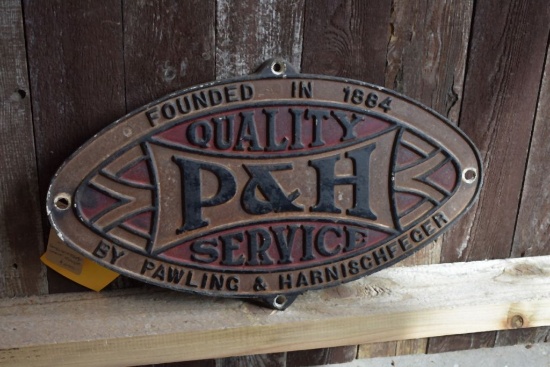 FOUNDED IN 1884
QUALITY
P&H
SERVICE
BY PAWLING & HARNISCHFEGER